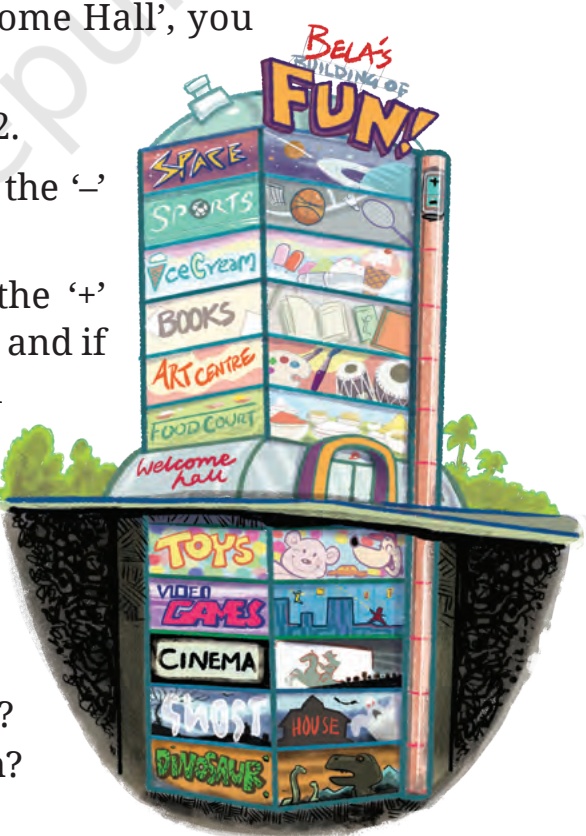 ome Hall’, you
2.
the ‘–’
the ‘+’
and if
?
n?
BELA'S
BUILDING OF
FUN!
SPACE
SPORTS
IceCream
BOOKS
ART CENTRE
FOOD COURT
Welcome
hall
TOYS
VIDEO
GAMES
CINEMA
GHOST HOUSE
DINOSAUR
+
-